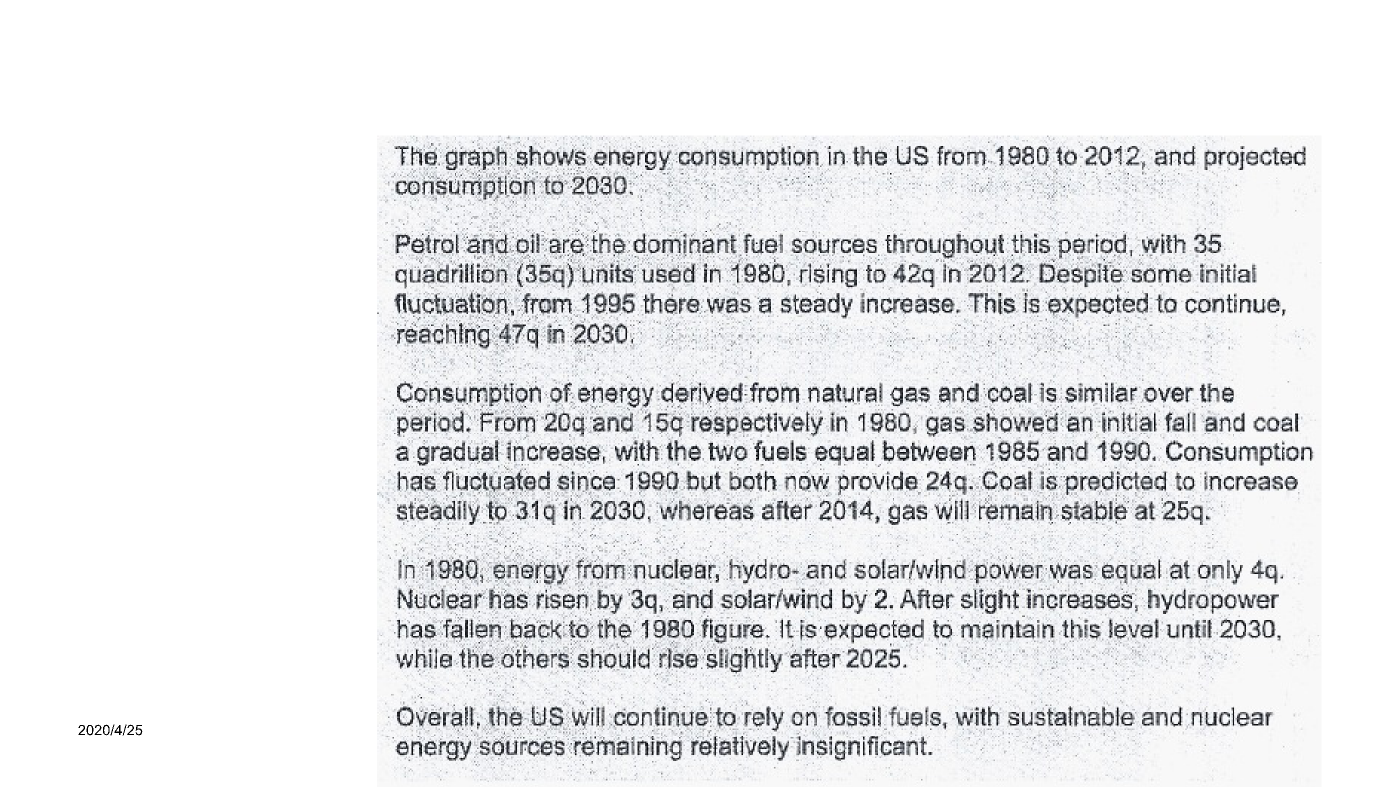 The graph shows energy consumption in the US from 1980 to 2012, and projected
consumption to 2030.
Petrol and oil are the dominant fuel sources throughout this period, with 35
quadrillion (35q) units used in 1980, rising to 42q in 2012. Despite some initial
fluctuation, from 1995 there was a steady increase. This is expected to continue,
reaching 47q in 2030.
Consumption of energy derived from natural gas and coal is similar over the
period. From 20q and 15q respectively in 1980, gas showed an initial fall and coal
a gradual increase, with the two fuels equal between 1985 and 1990. Consumption
has fluctuated since 1990 but both now provide 24q. Coal is predicted to increase
steadily to 31q in 2030, whereas after 2014, gas will remain stable at 25q.
In 1980, energy from nuclear, hydro- and solar/wind power was equal at only 4q.
Nuclear has risen by 3q, and solar/wind by 2. After slight increases, hydropower
has fallen back to the 1980 figure. It is expected to maintain this level until 2030,
while the others should rise slightly after 2025.
Overall, the US will continue to rely on fossil fuels, with sustainable and nuclear
energy sources remaining relatively insignificant.
2020/4/25